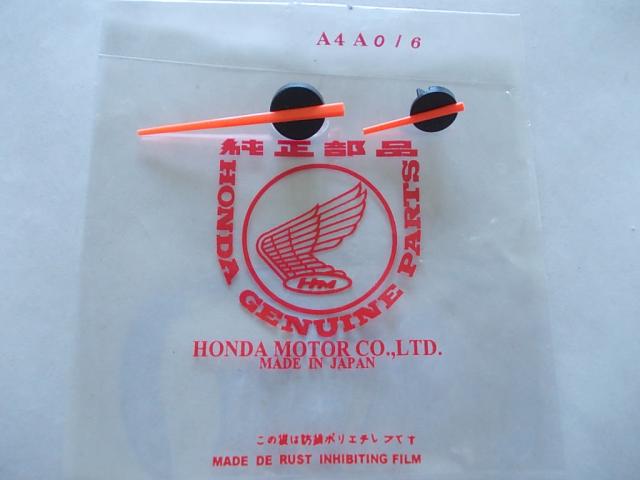 A4A0/6
純正部品
HONDA GENUINE PARTS
HM
HONDA MOTOR CO.,LTD.
MADE IN JAPAN
この袋は防錆ポリエチレンです
MADE DE RUST INHIBITING FILM